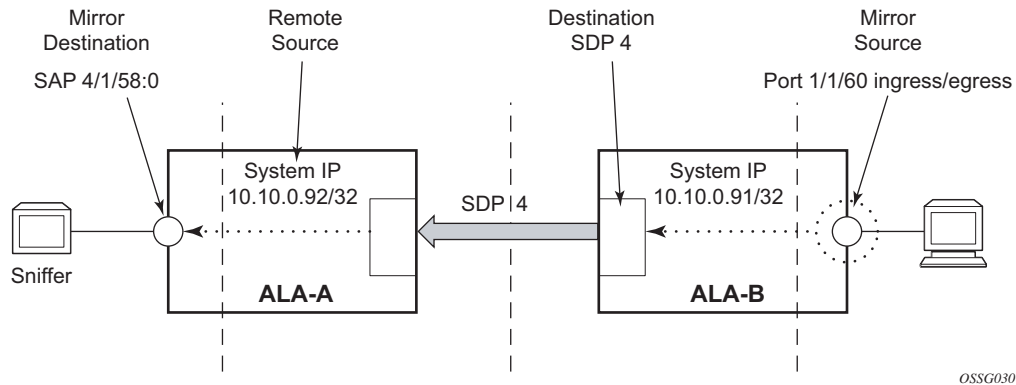 Mirror
Destination
SAP 4/1/58:0
Remote
Source
Destination
SDP 4
Mirror
Source
Port 1/1/60 ingress/egress
System IP
10.10.0.92/32
SDP 4
System IP
10.10.0.91/32
Sniffer
ALA-A
ALA-B
OSSG030